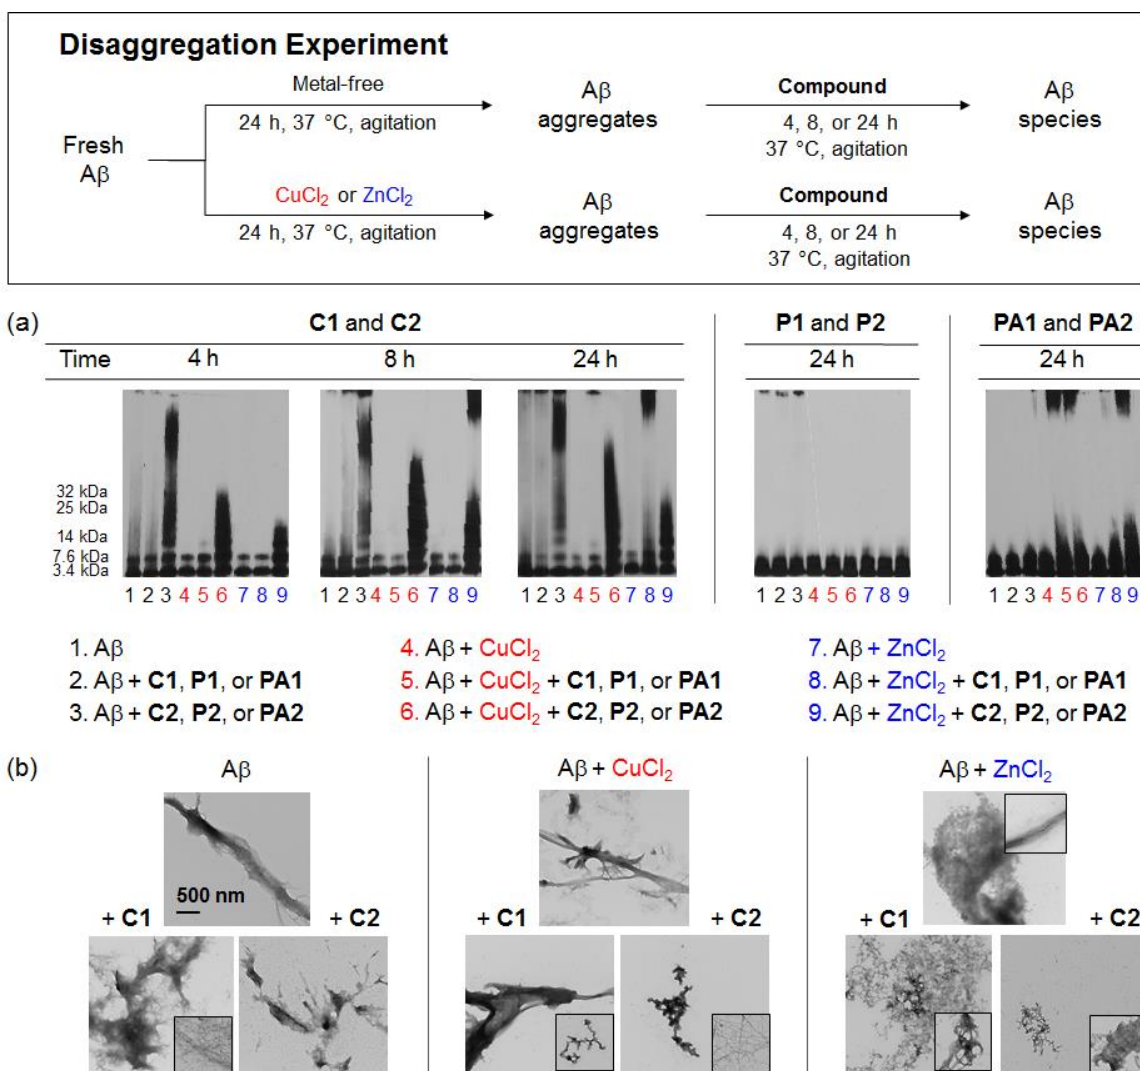 Disaggregation Experiment
Fresh
Aβ
Metal-free
24 h, 37 °C, agitation
Aβ
aggregates
Compound
4, 8, or 24 h
37 °C, agitation
Aβ
species
CuCl₂ or ZnCl₂
24 h, 37 °C, agitation
Aβ
aggregates
Compound
4, 8, or 24 h
37 °C, agitation
Aβ
species
(a)
C1 and C2
P1 and P2
PA1 and PA2
Time 4 h 8 h 24 h
24 h
24 h
32 kDa
25 kDa
14 kDa
7.6 kDa
3.4 kDa
1 2 3 4 5 6 7 8 9 1 2 3 4 5 6 7 8 9 1 2 3 4 5 6 7 8 9 1 2 3 4 5 6 7 8 9 1 2 3 4 5 6 7 8 9
1. Aβ 4. Aβ + CuCl₂ 7. Aβ + ZnCl₂
2. Aβ + C1, P1, or PA1 5. Aβ + CuCl₂ + C1, P1, or PA1 8. Aβ + ZnCl₂ + C1, P1, or PA1
3. Aβ + C2, P2, or PA2 6. Aβ + CuCl₂ + C2, P2, or PA2 9. Aβ + ZnCl₂ + C2, P2, or PA2
(b)
Aβ Aβ + CuCl₂ Aβ + ZnCl₂
500 nm
+ C1 + C2 + C1 + C2 + C1 + C2